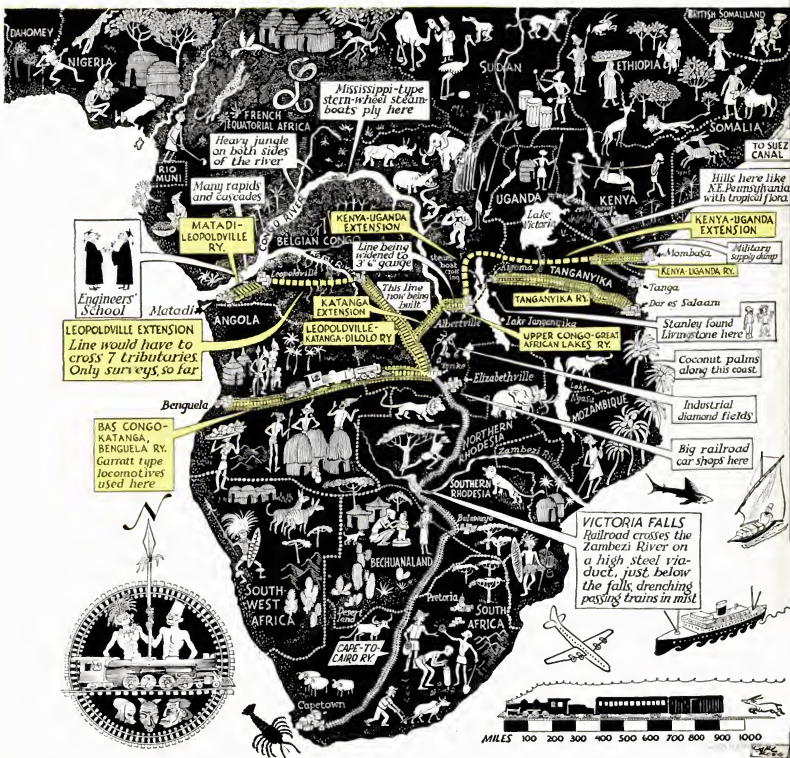 DAHOMEY
NIGERIA
BRITISH SOMALILAND
SUDAN
ETHIOPIA
SOMALIA
Mississippi-type
stern-wheel steam-
boats ply here
FRENCH
EQUATORIAL AFRICA
Heavy jungle
on both sides
of the river
RIO
MUNI
Many rapids
and cascades
TO SUEZ
CANAL
UGANDA
KENYA
Hills here like
N.E. Pennsylvania
with tropical flora
Lake
Victoria
CONGO RIVER
MATADI-
LEOPOLDVILLE
RY.
BELGIAN CONGO
KENYA-UGANDA
EXTENSION
KENYA-UGANDA
EXTENSION
Line being
widened to
3' 6" gauge
Mombasa
Military
supply dump
KENYA-UGANDA RY.
Engineers'
School
Leopoldville
This line
now being
built
TANGANYIKA
Tanga
KATANGA
EXTENSION
TANGANYIKA RY.
Dar es Salaam
Matadi
ANGOLA
Albertville
Lake Tanganyika
Stanley found
Livingstone here
LEOPOLDVILLE EXTENSION
Line would have to
cross 7 tributaries
Only surveys, so far
LEOPOLDVILLE-
KATANGA-DILOLO RY
UPPER CONGO-GREAT
AFRICAN LAKES RY.
Coconut palms
along this coast
Elizabethville
Lake
Nyasa
MOZAMBIQUE
Industrial
diamond fields
Benguela
BAS CONGO-
KATANGA,
BENGUELA RY.
Garratt type
locomotives
used here
Big railroad
car shops here
NORTHERN
RHODESIA
Zambezi
SOUTHERN
RHODESIA
N
Bulawayo
VICTORIA FALLS
Railroad crosses the
Zambezi River on
a high steel via-
duct, just below
the falls, drenching
passing trains in mist
BECHUANALAND
SOUTH
WEST
AFRICA
Pretoria
SOUTH
AFRICA
Desert
land
CAPE-TO-
CAIRO RY.
Capetown
MILES 100 200 300 400 500 600 700 800 900 1000